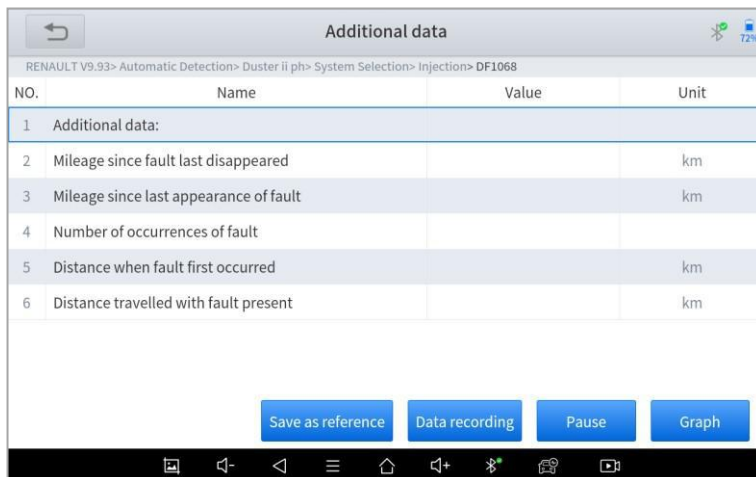 Additional data
72%
RENAULT V9.93> Automatic Detection> Duster ii ph> System Selection> Injection> DF1068
NO. Name Value Unit
1 Additional data:
2 Mileage since fault last disappeared km
3 Mileage since last appearance of fault km
4 Number of occurrences of fault
5 Distance when fault first occurred km
6 Distance travelled with fault present km
Save as reference Data recording Pause Graph